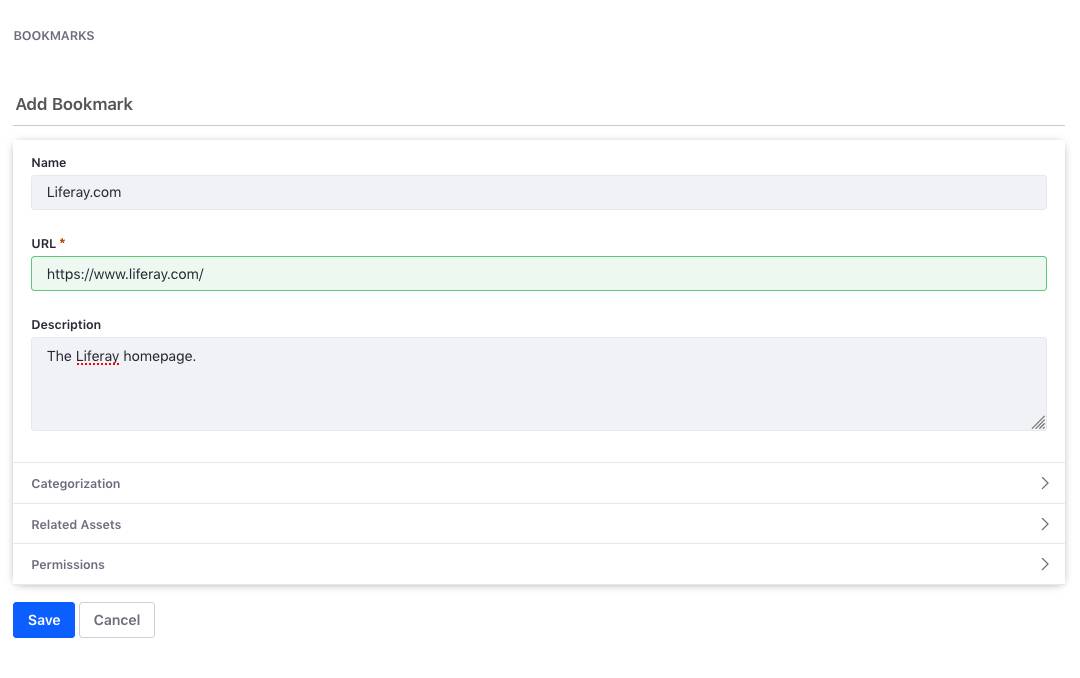 BOOKMARKS
Add Bookmark
Name
Liferay.com
URL *
https://www.liferay.com/
Description
The Liferay homepage.
Categorization
Related Assets
Permissions
Save Cancel